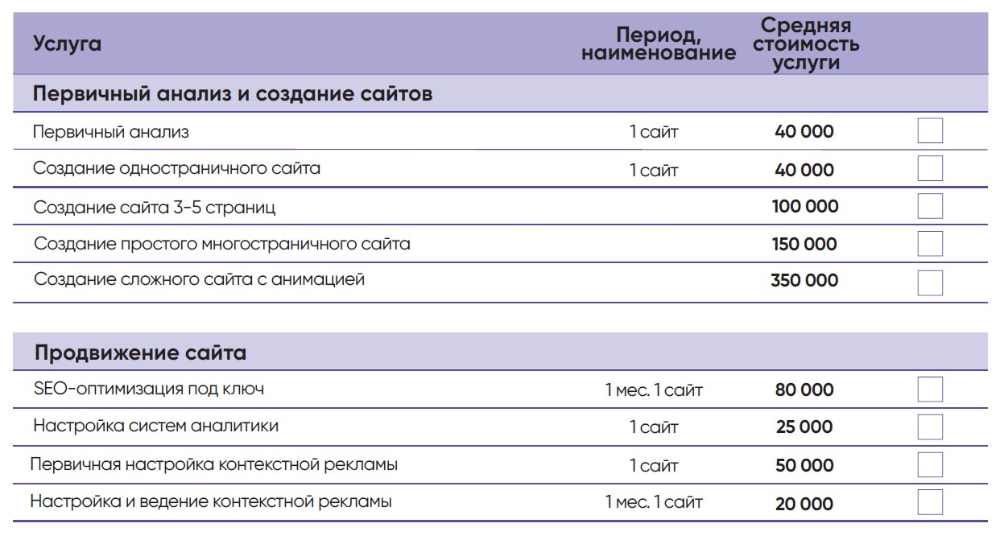 Услуга Период, наименование Средняя стоимость услуги
Первичный анализ и создание сайтов
Первичный анализ 1 сайт 40 000
Создание одностраничного сайта 1 сайт 40 000
Создание сайта 3-5 страниц 100 000
Создание простого многостраничного сайта 150 000
Создание сложного сайта с анимацией 350 000
Продвижение сайта
SEO-оптимизация под ключ 1 мес. 1 сайт 80 000
Настройка систем аналитики 1 сайт 25 000
Первичная настройка контекстной рекламы 1 сайт 50 000
Настройка и ведение контекстной рекламы 1 мес. 1 сайт 20 000